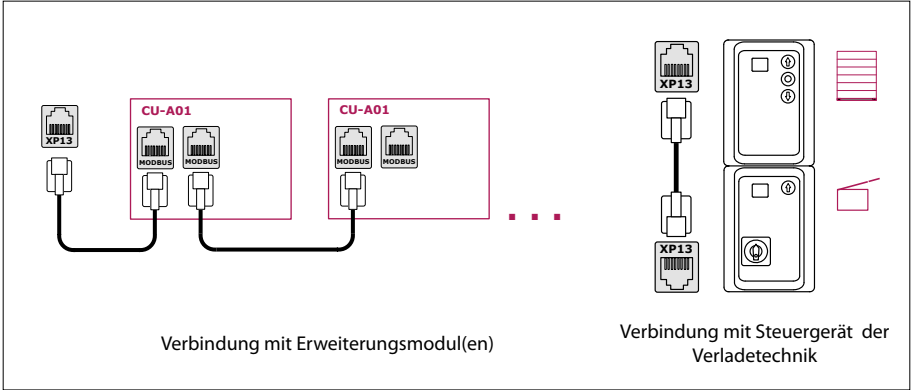 XP13
CU-A01
MODBUS MODBUS
CU-A01
MODBUS MODBUS
. . .
Verbindung mit Erweiterungsmodul(en)
XP13
XP13
Verbindung mit Steuergerät der
Verladetechnik